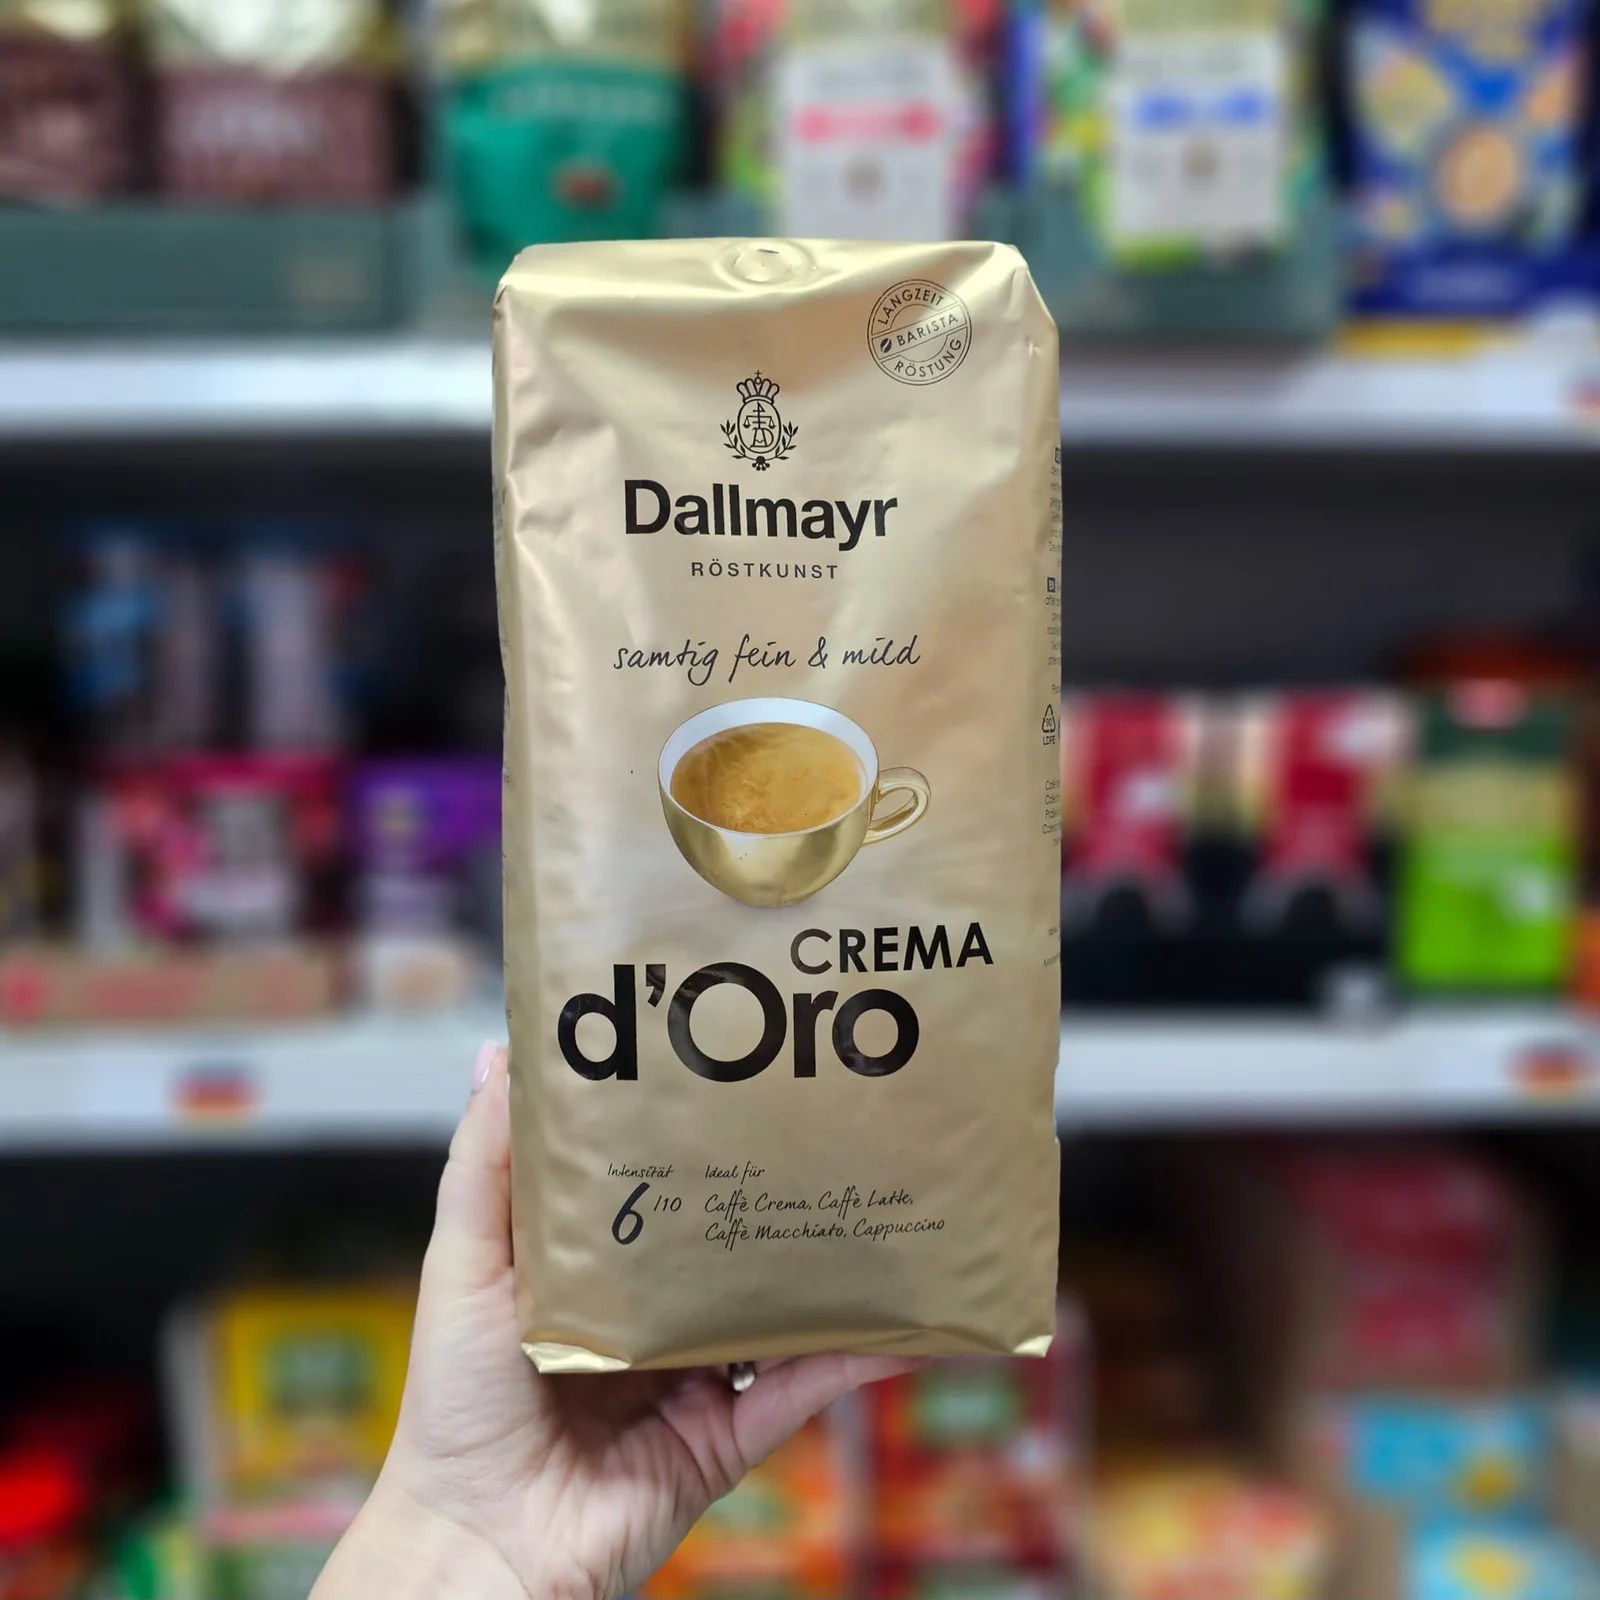 LANGZEIT
BARISTA
RÖSTUNG
Dallmayr
RÖSTKUNST
samtig fein & mild
CREMA
d'Oro
Intensität
6/10
Ideal für
Caffè Crema, Caffè Latte,
Caffè Macchiato, Cappuccino
LDPE